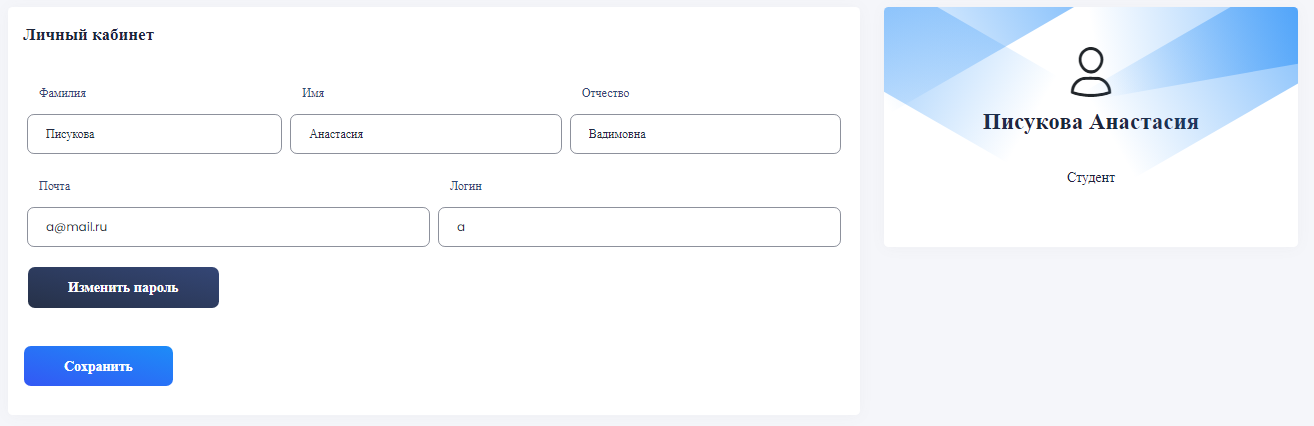 Личный кабинет
Фамилия Имя Отчество
Писукова Анастасия Вадимовна
Почта Логин
a@mail.ru a
Изменить пароль
Сохранить
Писукова Анастасия
Студент